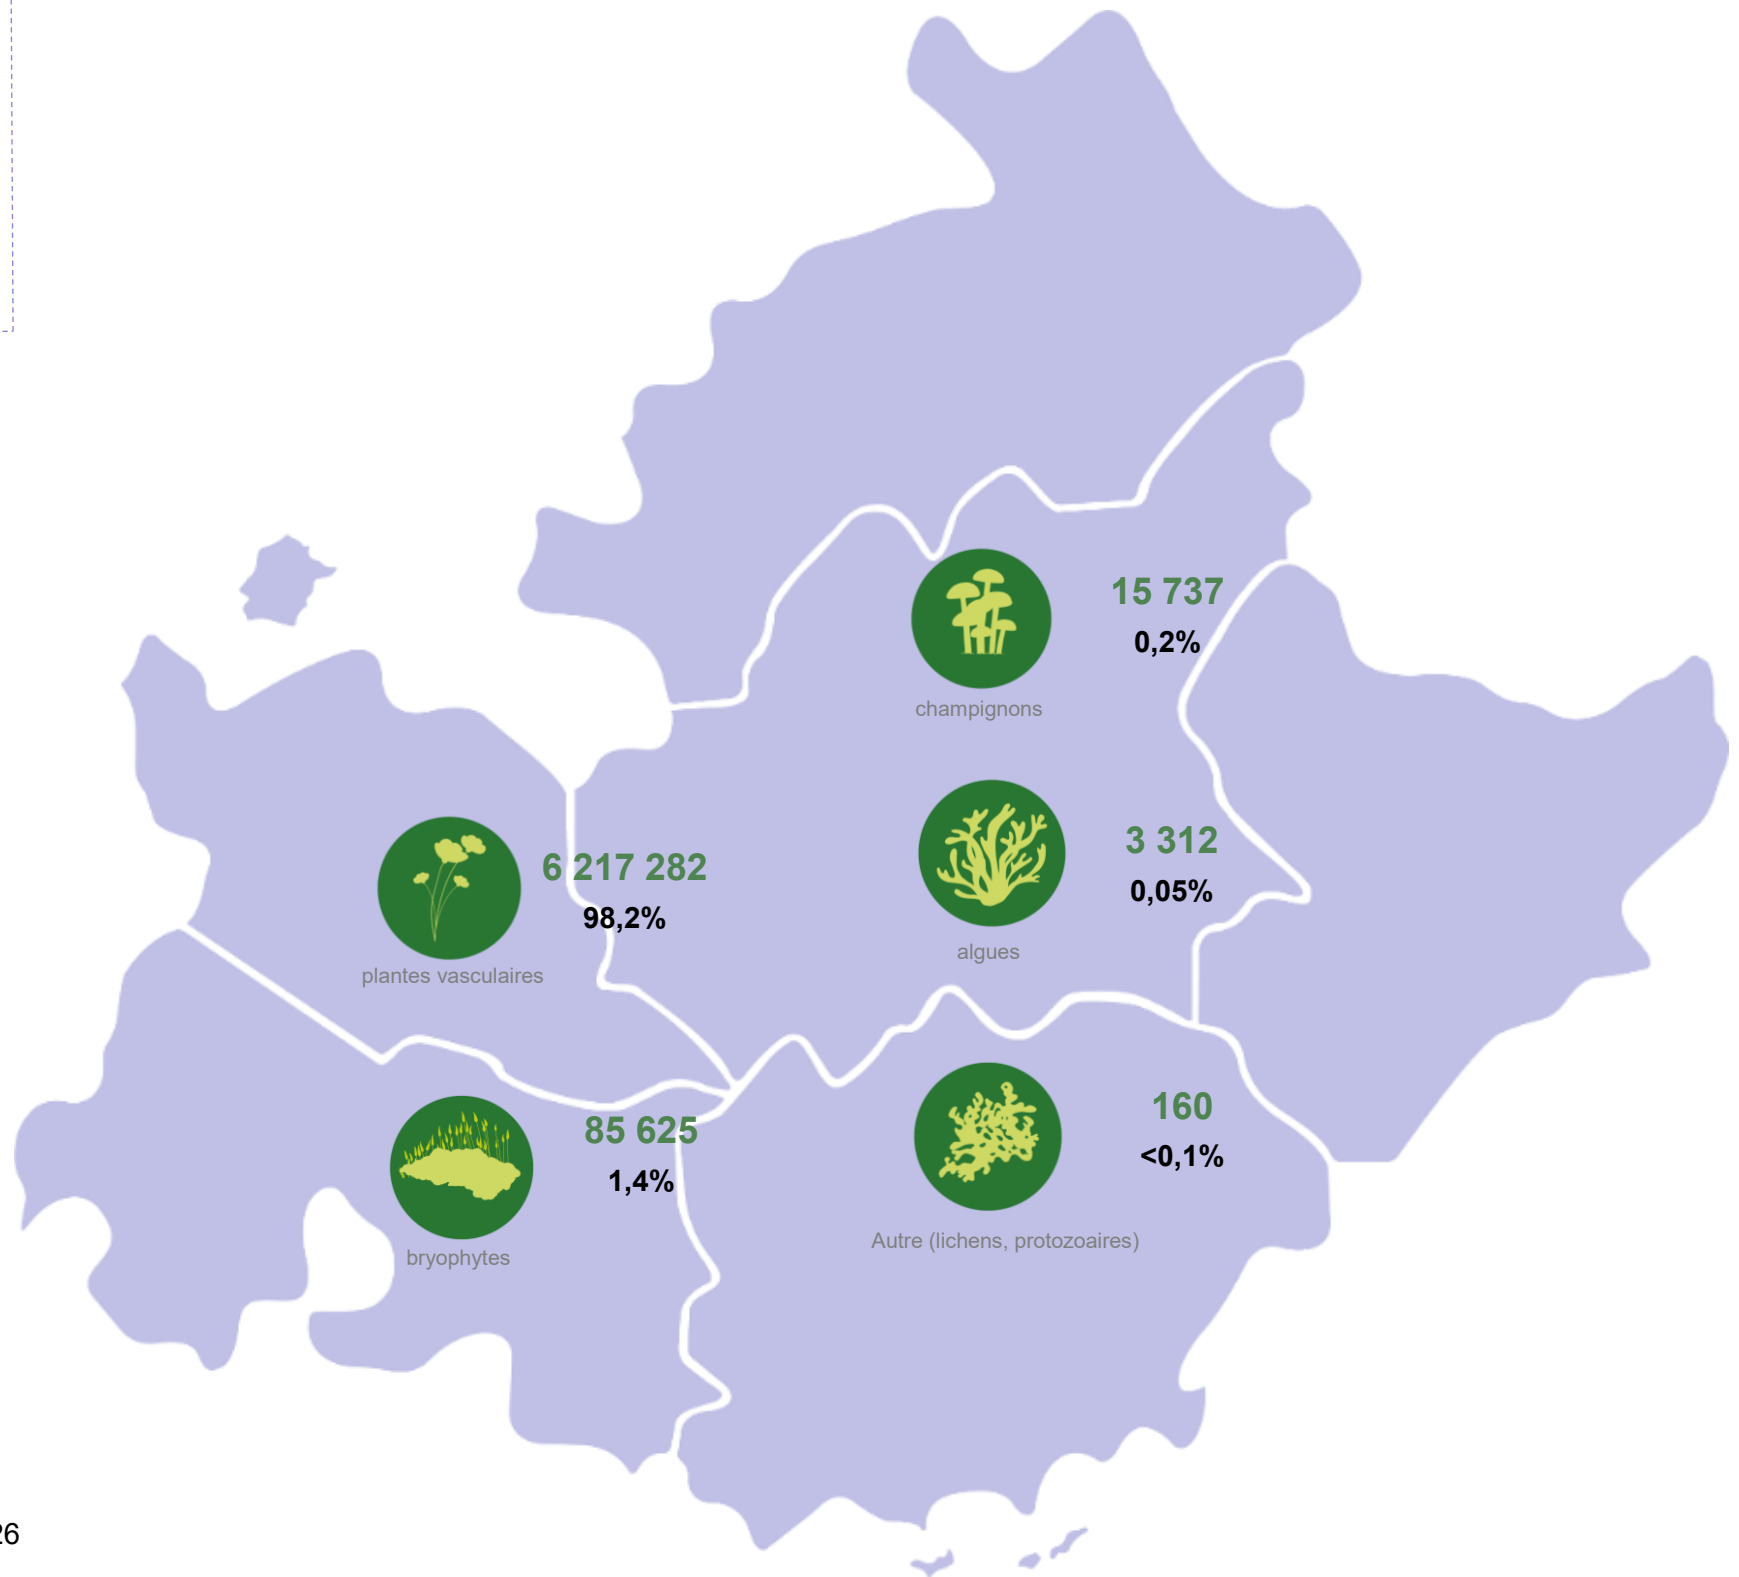 15 737
0,2%
champignons
6 217 282
98,2%
plantes vasculaires
3 312
0,05%
algues
85 625
1,4%
bryophytes
160
<0,1%
Autre (lichens, protozoaires)
26